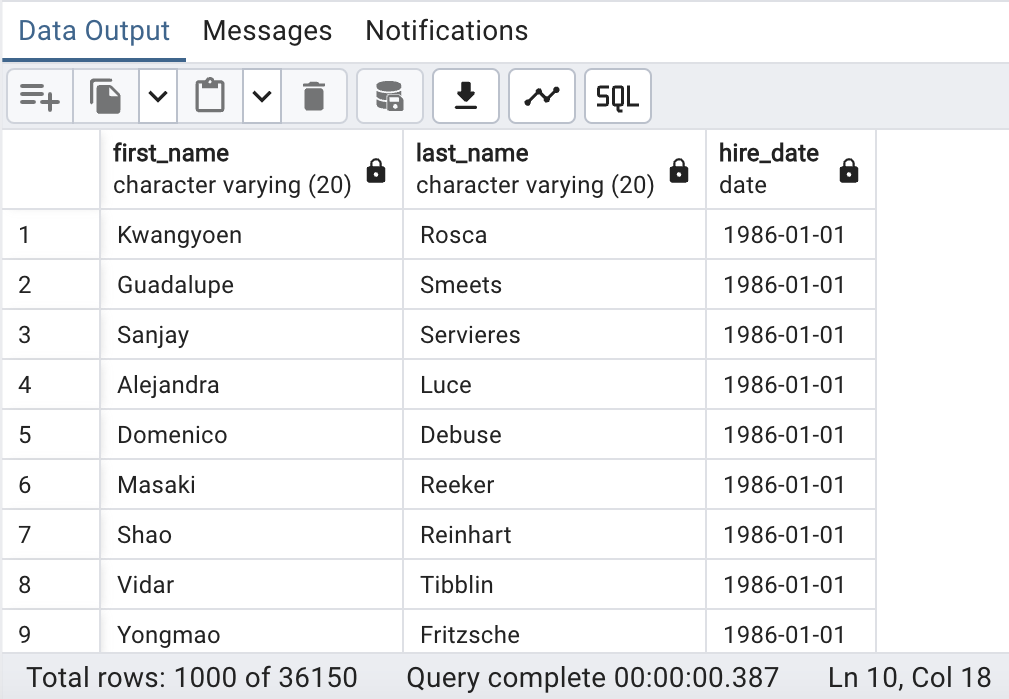 Data Output Messages Notifications
SQL
first_name last_name hire_date
character varying (20) character varying (20) date
1 Kwangyoen Rosca 1986-01-01
2 Guadalupe Smeets 1986-01-01
3 Sanjay Servieres 1986-01-01
4 Alejandra Luce 1986-01-01
5 Domenico Debuse 1986-01-01
6 Masaki Reeker 1986-01-01
7 Shao Reinhart 1986-01-01
8 Vidar Tibblin 1986-01-01
9 Yongmao Fritzsche 1986-01-01
Total rows: 1000 of 36150 Query complete 00:00:00.387 Ln 10, Col 18